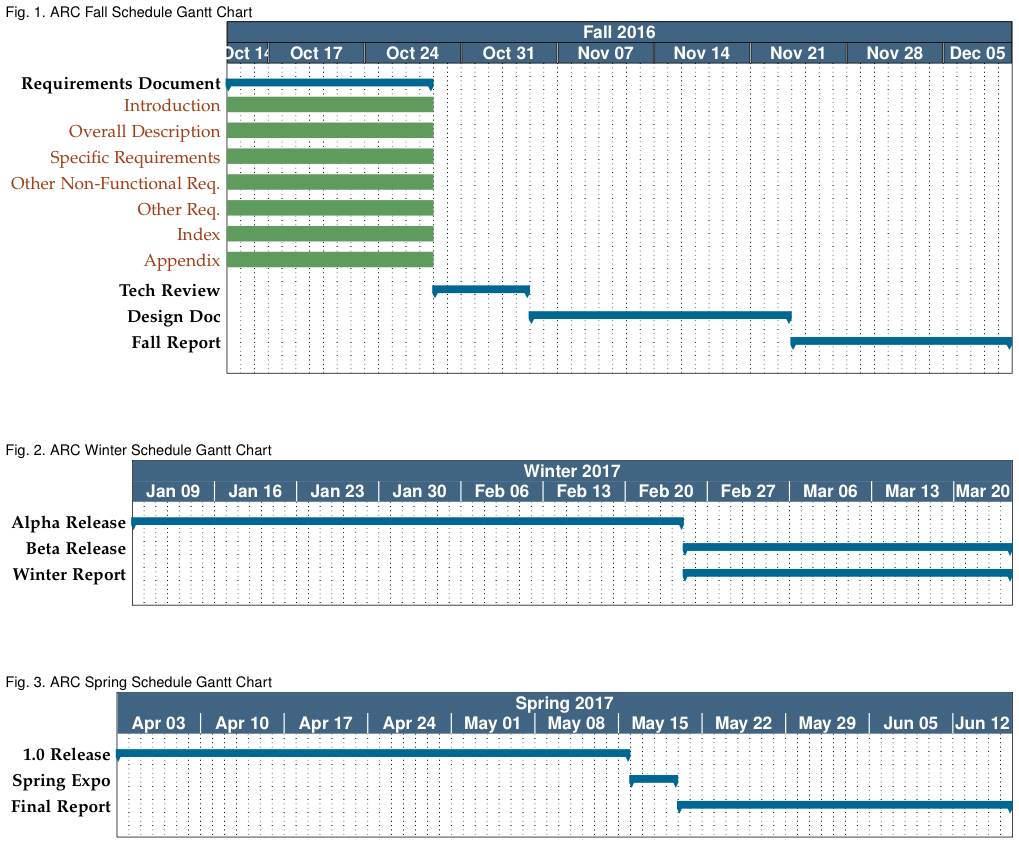 Fig. 1. ARC Fall Schedule Gantt Chart
Fall 2016
Oct 14 Oct 17 Oct 24 Oct 31 Nov 07 Nov 14 Nov 21 Nov 28 Dec 05
Requirements Document
Introduction
Overall Description
Specific Requirements
Other Non-Functional Req.
Other Req.
Index
Appendix
Tech Review
Design Doc
Fall Report
Fig. 2. ARC Winter Schedule Gantt Chart
Winter 2017
Jan 09 Jan 16 Jan 23 Jan 30 Feb 06 Feb 13 Feb 20 Feb 27 Mar 06 Mar 13 Mar 20
Alpha Release
Beta Release
Winter Report
Fig. 3. ARC Spring Schedule Gantt Chart
Spring 2017
Apr 03 Apr 10 Apr 17 Apr 24 May 01 May 08 May 15 May 22 May 29 Jun 05 Jun 12
1.0 Release
Spring Expo
Final Report